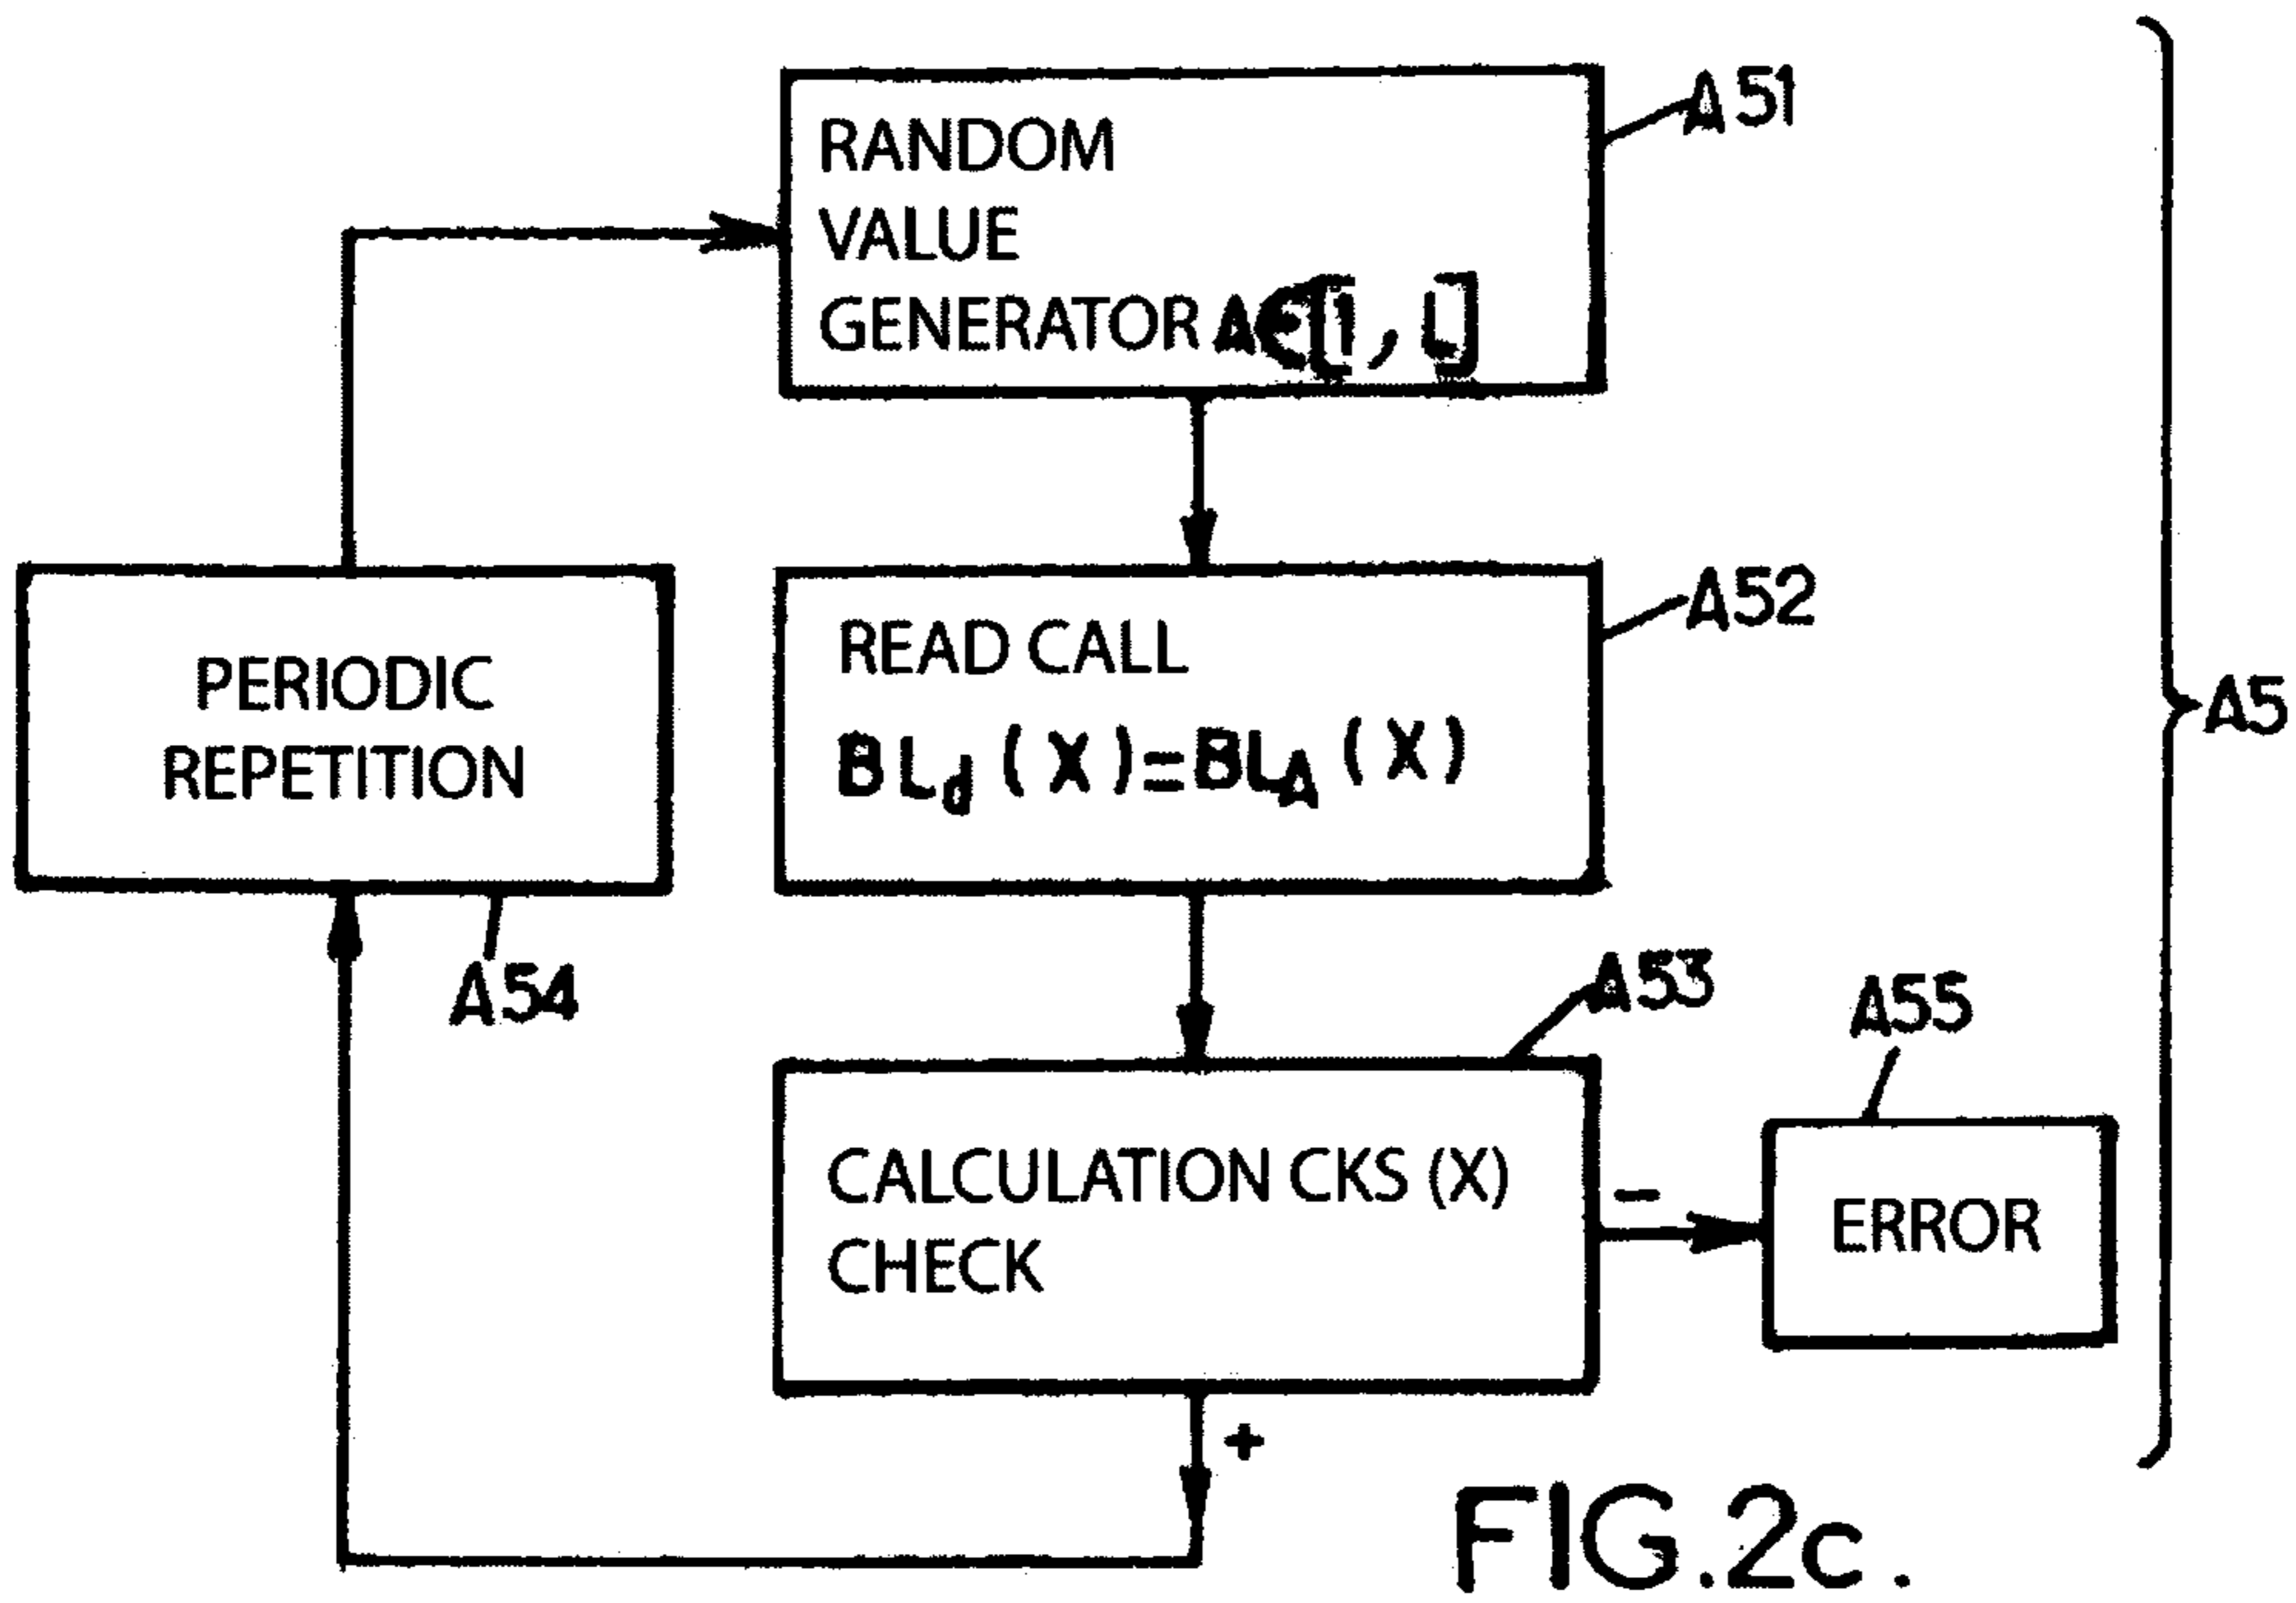 RANDOM
VALUE
GENERATOR A∈[1, L]
A51
READ CALL
BLd (X)=BLA (X)
A52
A5
PERIODIC
REPETITION
A54
CALCULATION CKS (X)
CHECK
A53
A55
-
ERROR
+
FIG.2c.